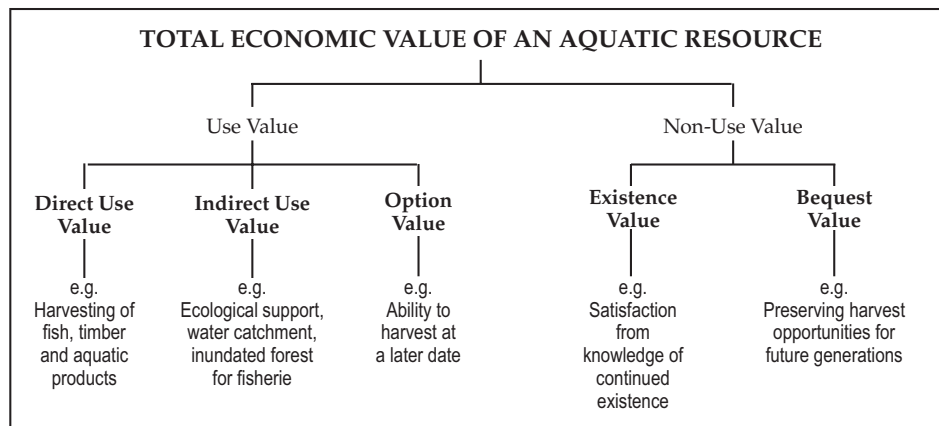 TOTAL ECONOMIC VALUE OF AN AQUATIC RESOURCE
Use Value
Non-Use Value
Direct Use
Value
Indirect Use
Value
Option
Value
Existence
Value
Bequest
Value
e.g.
Harvesting of
fish, timber
and aquatic
products
e.g.
Ecological support,
water catchment,
inundated forest
for fisherie
e.g.
Ability to
harvest at
a later date
e.g.
Satisfaction
from
knowledge of
continued
existence
e.g.
Preserving harvest
opportunities for
future generations